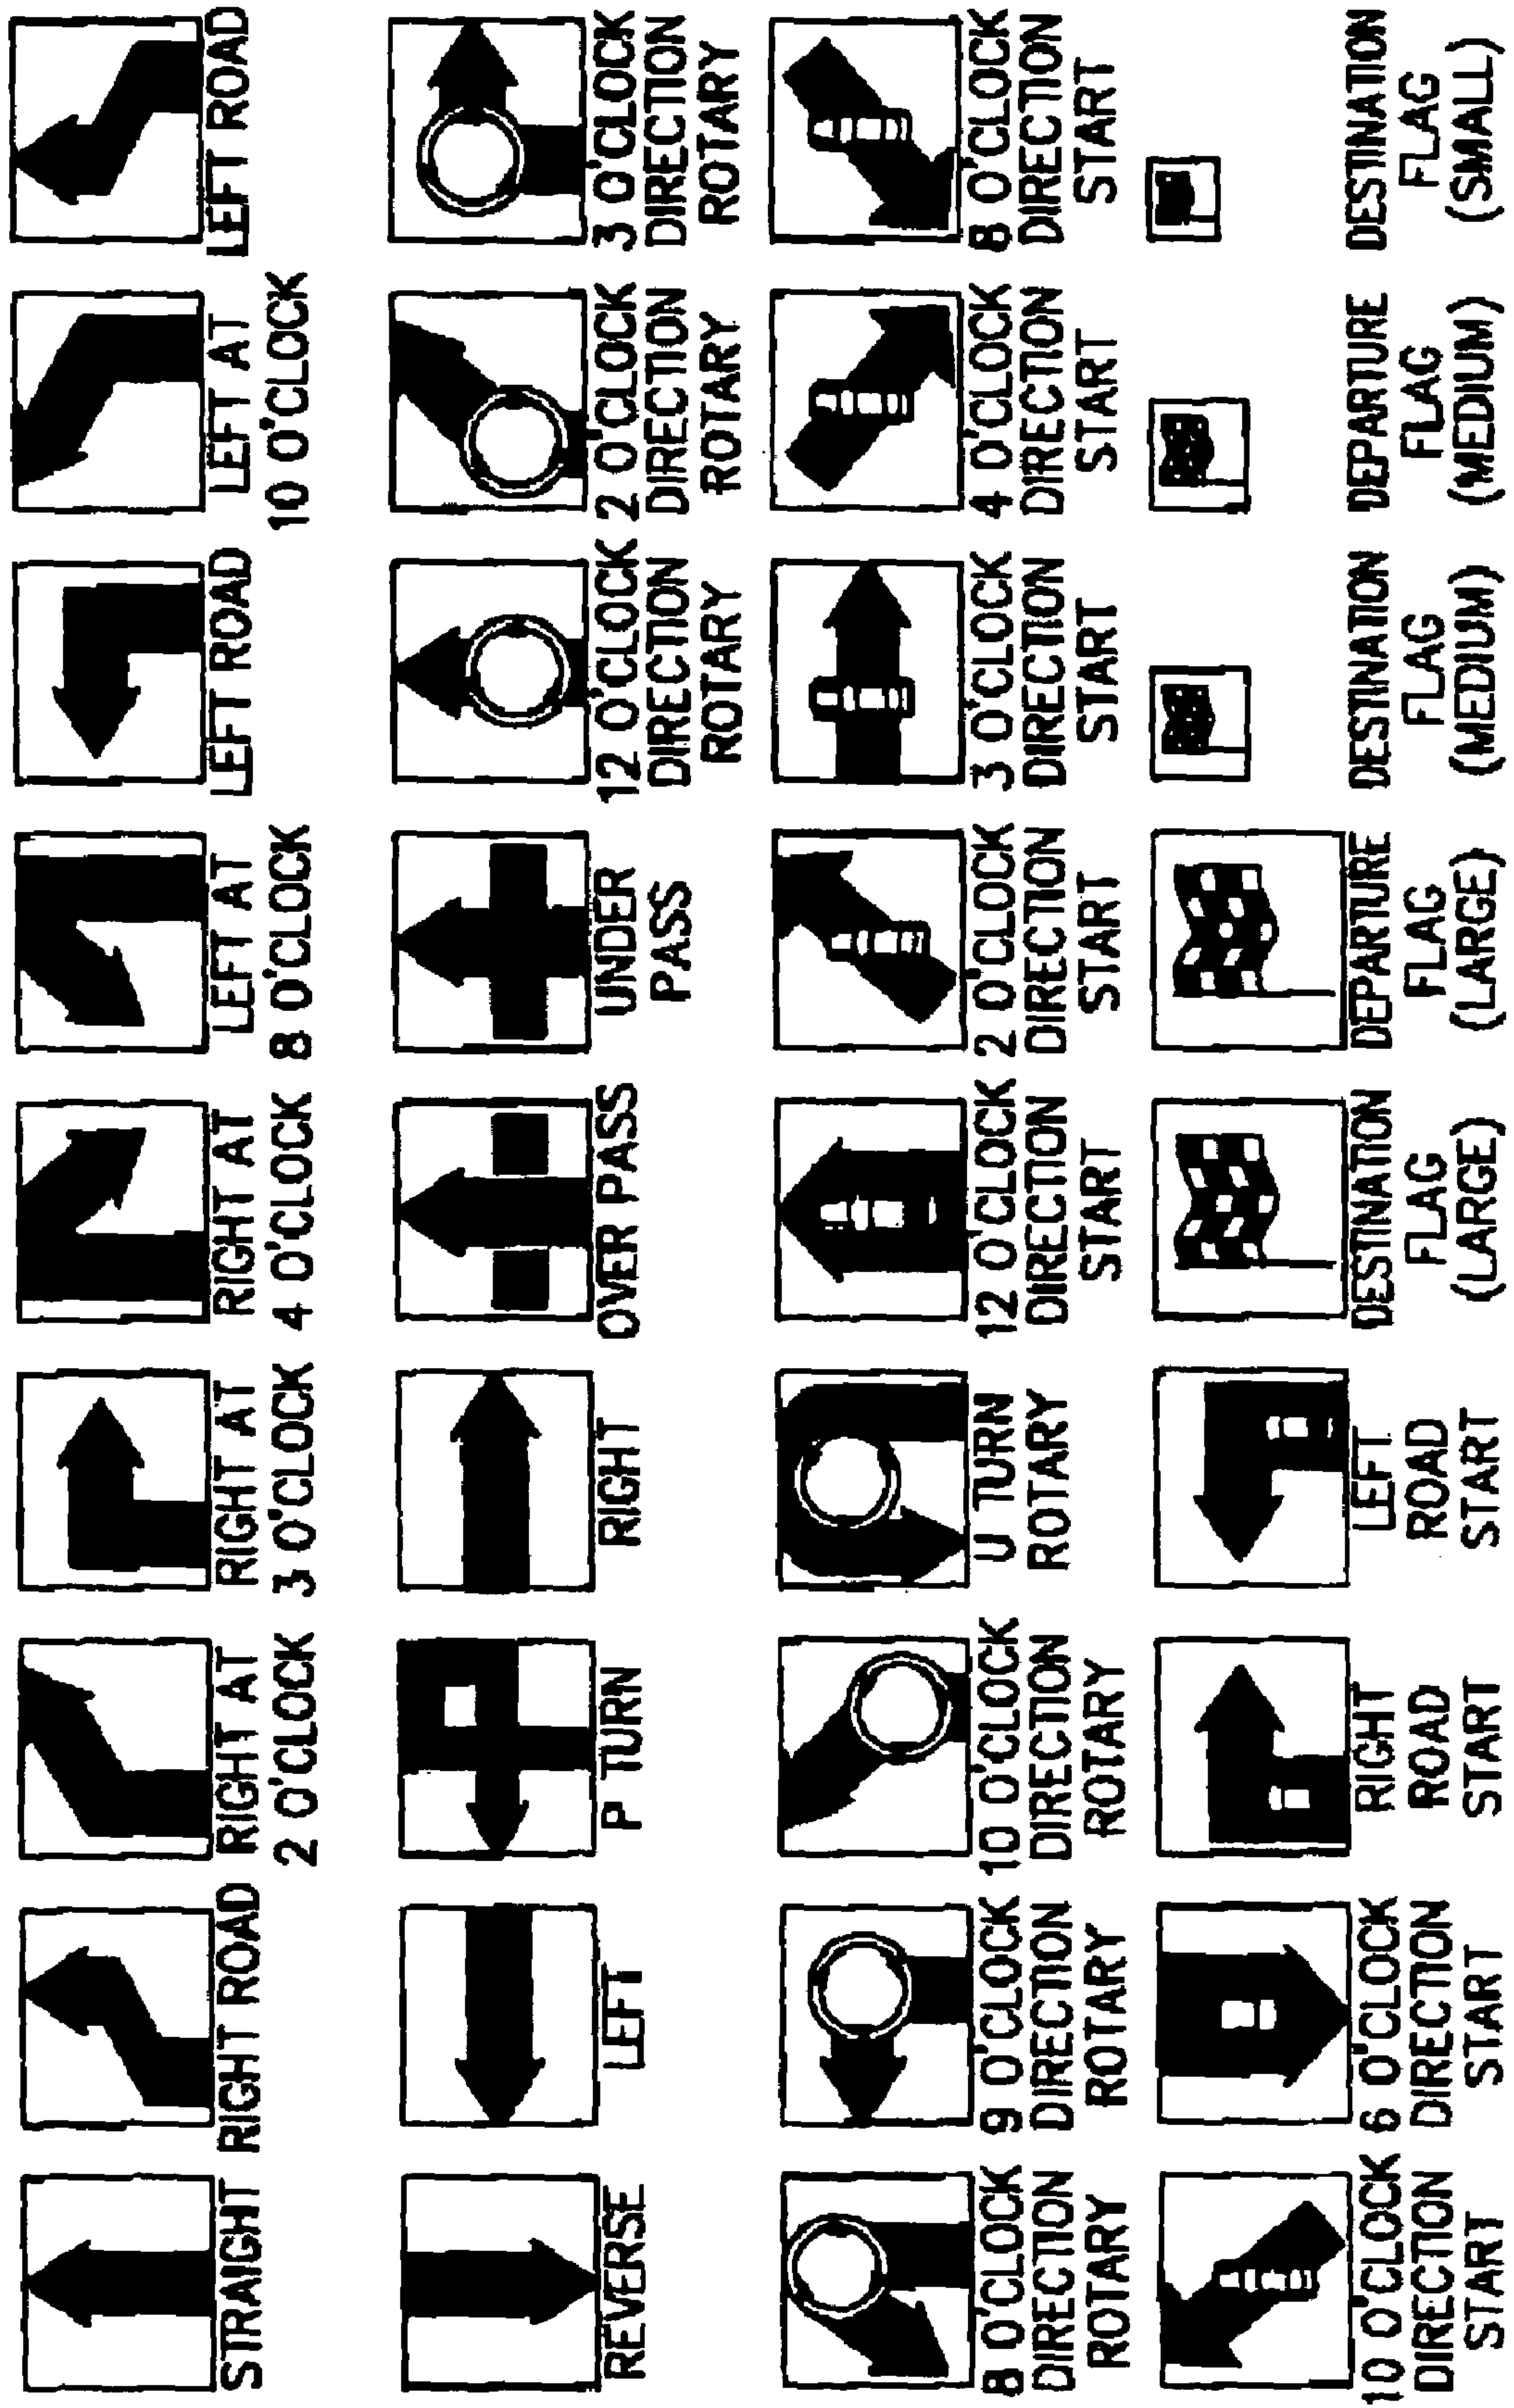 STRAIGHT
RIGHT ROAD
RIGHT AT
2 O'CLOCK
RIGHT AT
3 O'CLOCK
RIGHT AT
4 O'CLOCK
LEFT AT
8 O'CLOCK
LEFT ROAD
LEFT AT
10 O'CLOCK
LEFT ROAD
REVERSE
LEFT
P TURN
RIGHT
OVER PASS
UNDER
PASS
12 O'CLOCK
DIRECTION
ROTARY
2 O'CLOCK
DIRECTION
ROTARY
3 O'CLOCK
DIRECTION
ROTARY
8 O'CLOCK
DIRECTION
ROTARY
9 O'CLOCK
DIRECTION
ROTARY
10 O'CLOCK
DIRECTION
ROTARY
U TURN
ROTARY
12 O'CLOCK
DIRECTION
START
2 O'CLOCK
DIRECTION
START
3 O'CLOCK
DIRECTION
START
4 O'CLOCK
DIRECTION
START
8 O'CLOCK
DIRECTION
START
10 O'CLOCK
DIRECTION
START
6 O'CLOCK
DIRECTION
START
RIGHT
ROAD
START
LEFT
ROAD
START
DESTINATION
FLAG
(LARGE)
DEPARTURE
FLAG
(LARGE)
DESTINATION
FLAG
(MEDIUM)
DEPARTURE
FLAG
(MEDIUM)
DESTINATION
FLAG
(SMALL)